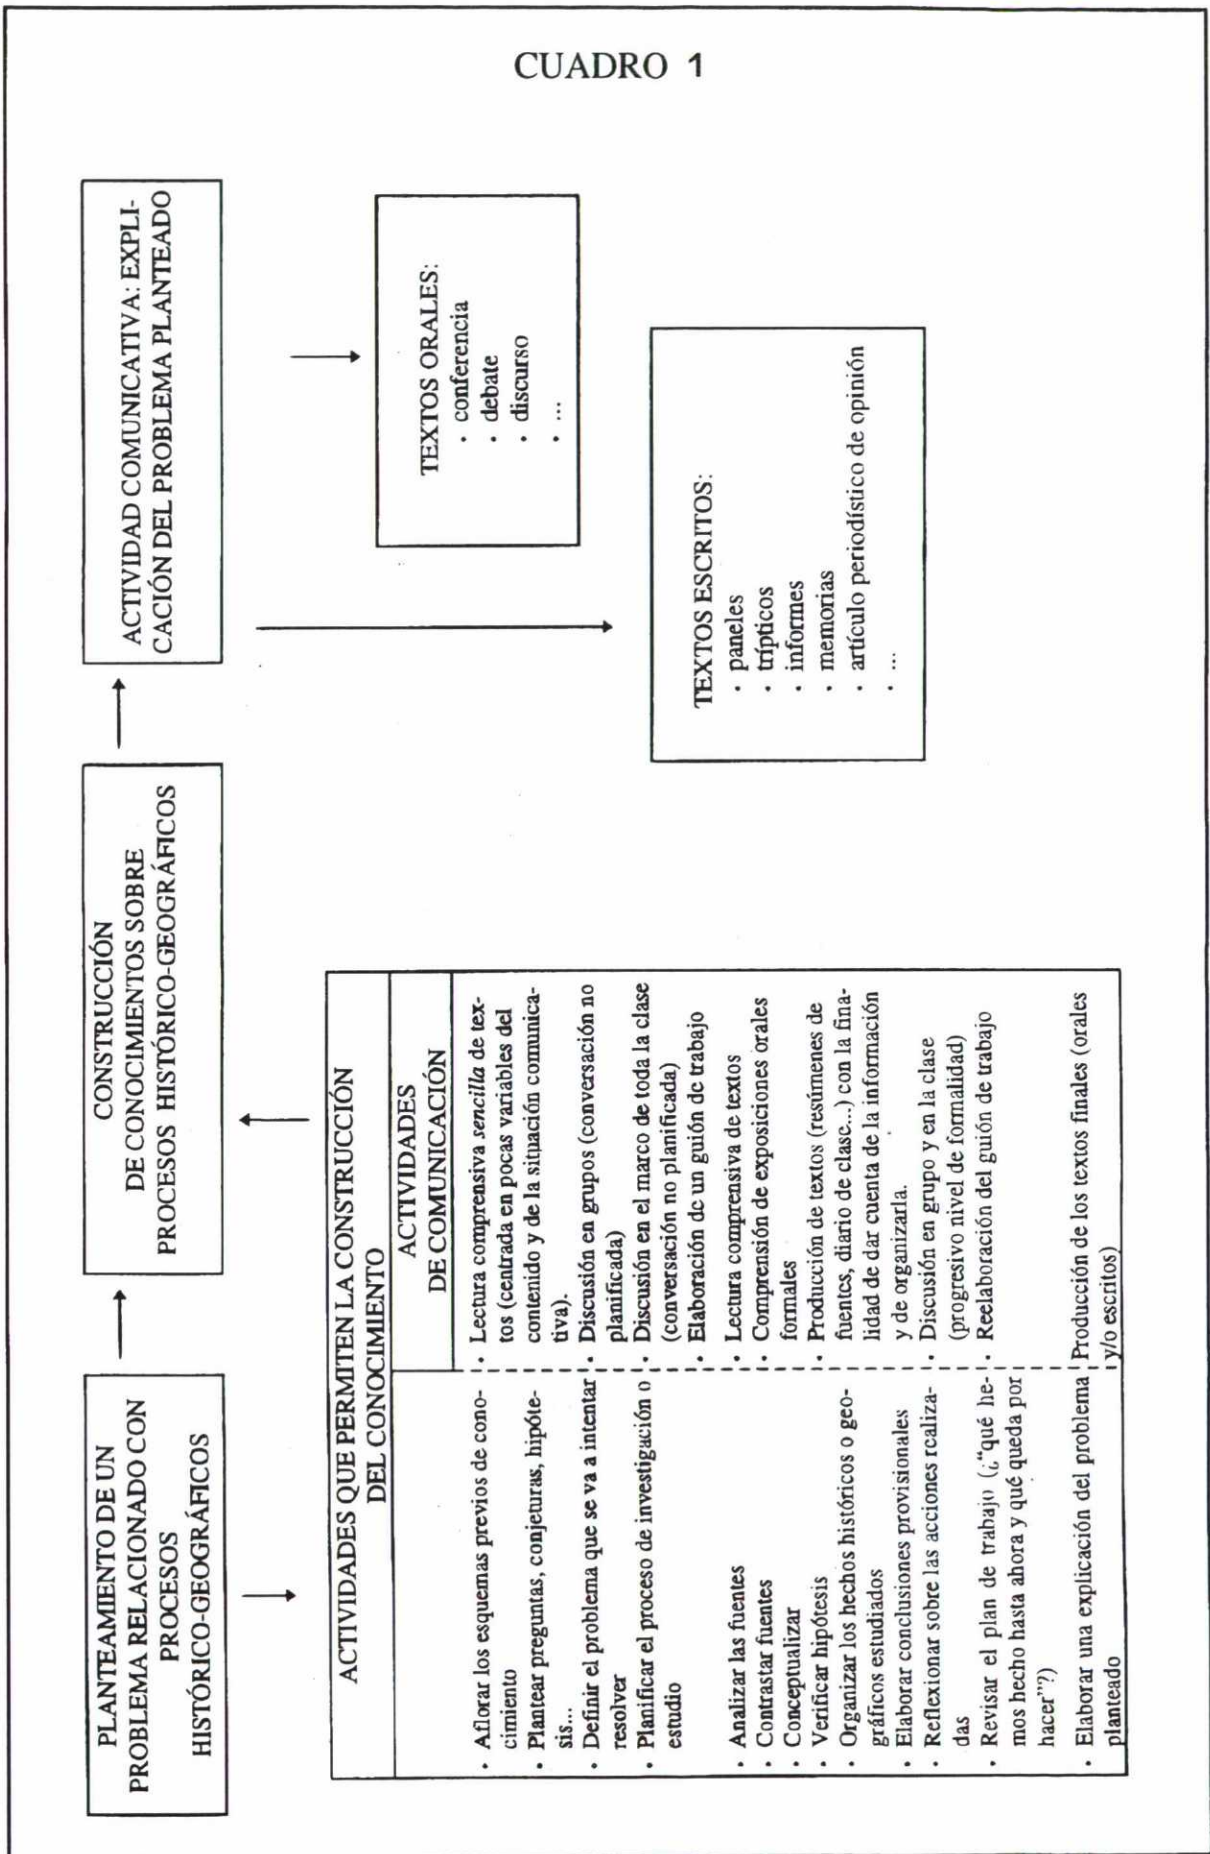 CUADRO 1
PLANTEAMIENTO DE UN
PROBLEMA RELACIONADO CON
PROCESOS
HISTÓRICO-GEOGRÁFICOS
CONSTRUCCIÓN
DE CONOCIMIENTOS SOBRE
PROCESOS HISTÓRICO-GEOGRÁFICOS
ACTIVIDAD COMUNICATIVA: EXPLI-
CACIÓN DEL PROBLEMA PLANTEADO
ACTIVIDADES QUE PERMITEN LA CONSTRUCCIÓN
DEL CONOCIMIENTO
• Aflorar los esquemas previos de cono-
cimiento
• Plantear preguntas, conjeturas, hipóte-
sis...
• Definir el problema que se va a intentar
resolver
• Planificar el proceso de investigación o
estudio
• Analizar las fuentes
• Contrastar fuentes
• Conceptualizar
• Verificar hipótesis
• Organizar los hechos históricos o geo-
gráficos estudiados
• Elaborar conclusiones provisionales
• Reflexionar sobre las acciones realiza-
das
• Revisar el plan de trabajo (¿“qué he-
mos hecho hasta ahora y qué queda por
hacer”?)
• Elaborar una explicación del problema
planteado
ACTIVIDADES
DE COMUNICACIÓN
• Lectura comprensiva sencilla de tex-
tos (centrada en pocas variables del
contenido y de la situación comunica-
tiva).
• Discusión en grupos (conversación no
planificada)
• Discusión en el marco de toda la clase
(conversación no planificada)
• Elaboración de un guión de trabajo
• Lectura comprensiva de textos
• Comprensión de exposiciones orales
formales
• Producción de textos (resúmenes de
fuentes, diario de clase...) con la fina-
lidad de dar cuenta de la información
y de organizarla.
• Discusión en grupo y en la clase
(progresivo nivel de formalidad)
• Reelaboración del guión de trabajo
Producción de los textos finales (orales
y/o escritos)
TEXTOS ORALES:
• conferencia
• debate
• discurso
• ...
TEXTOS ESCRITOS:
• paneles
• trípticos
• informes
• memorias
• artículo periodístico de opinión
• ...